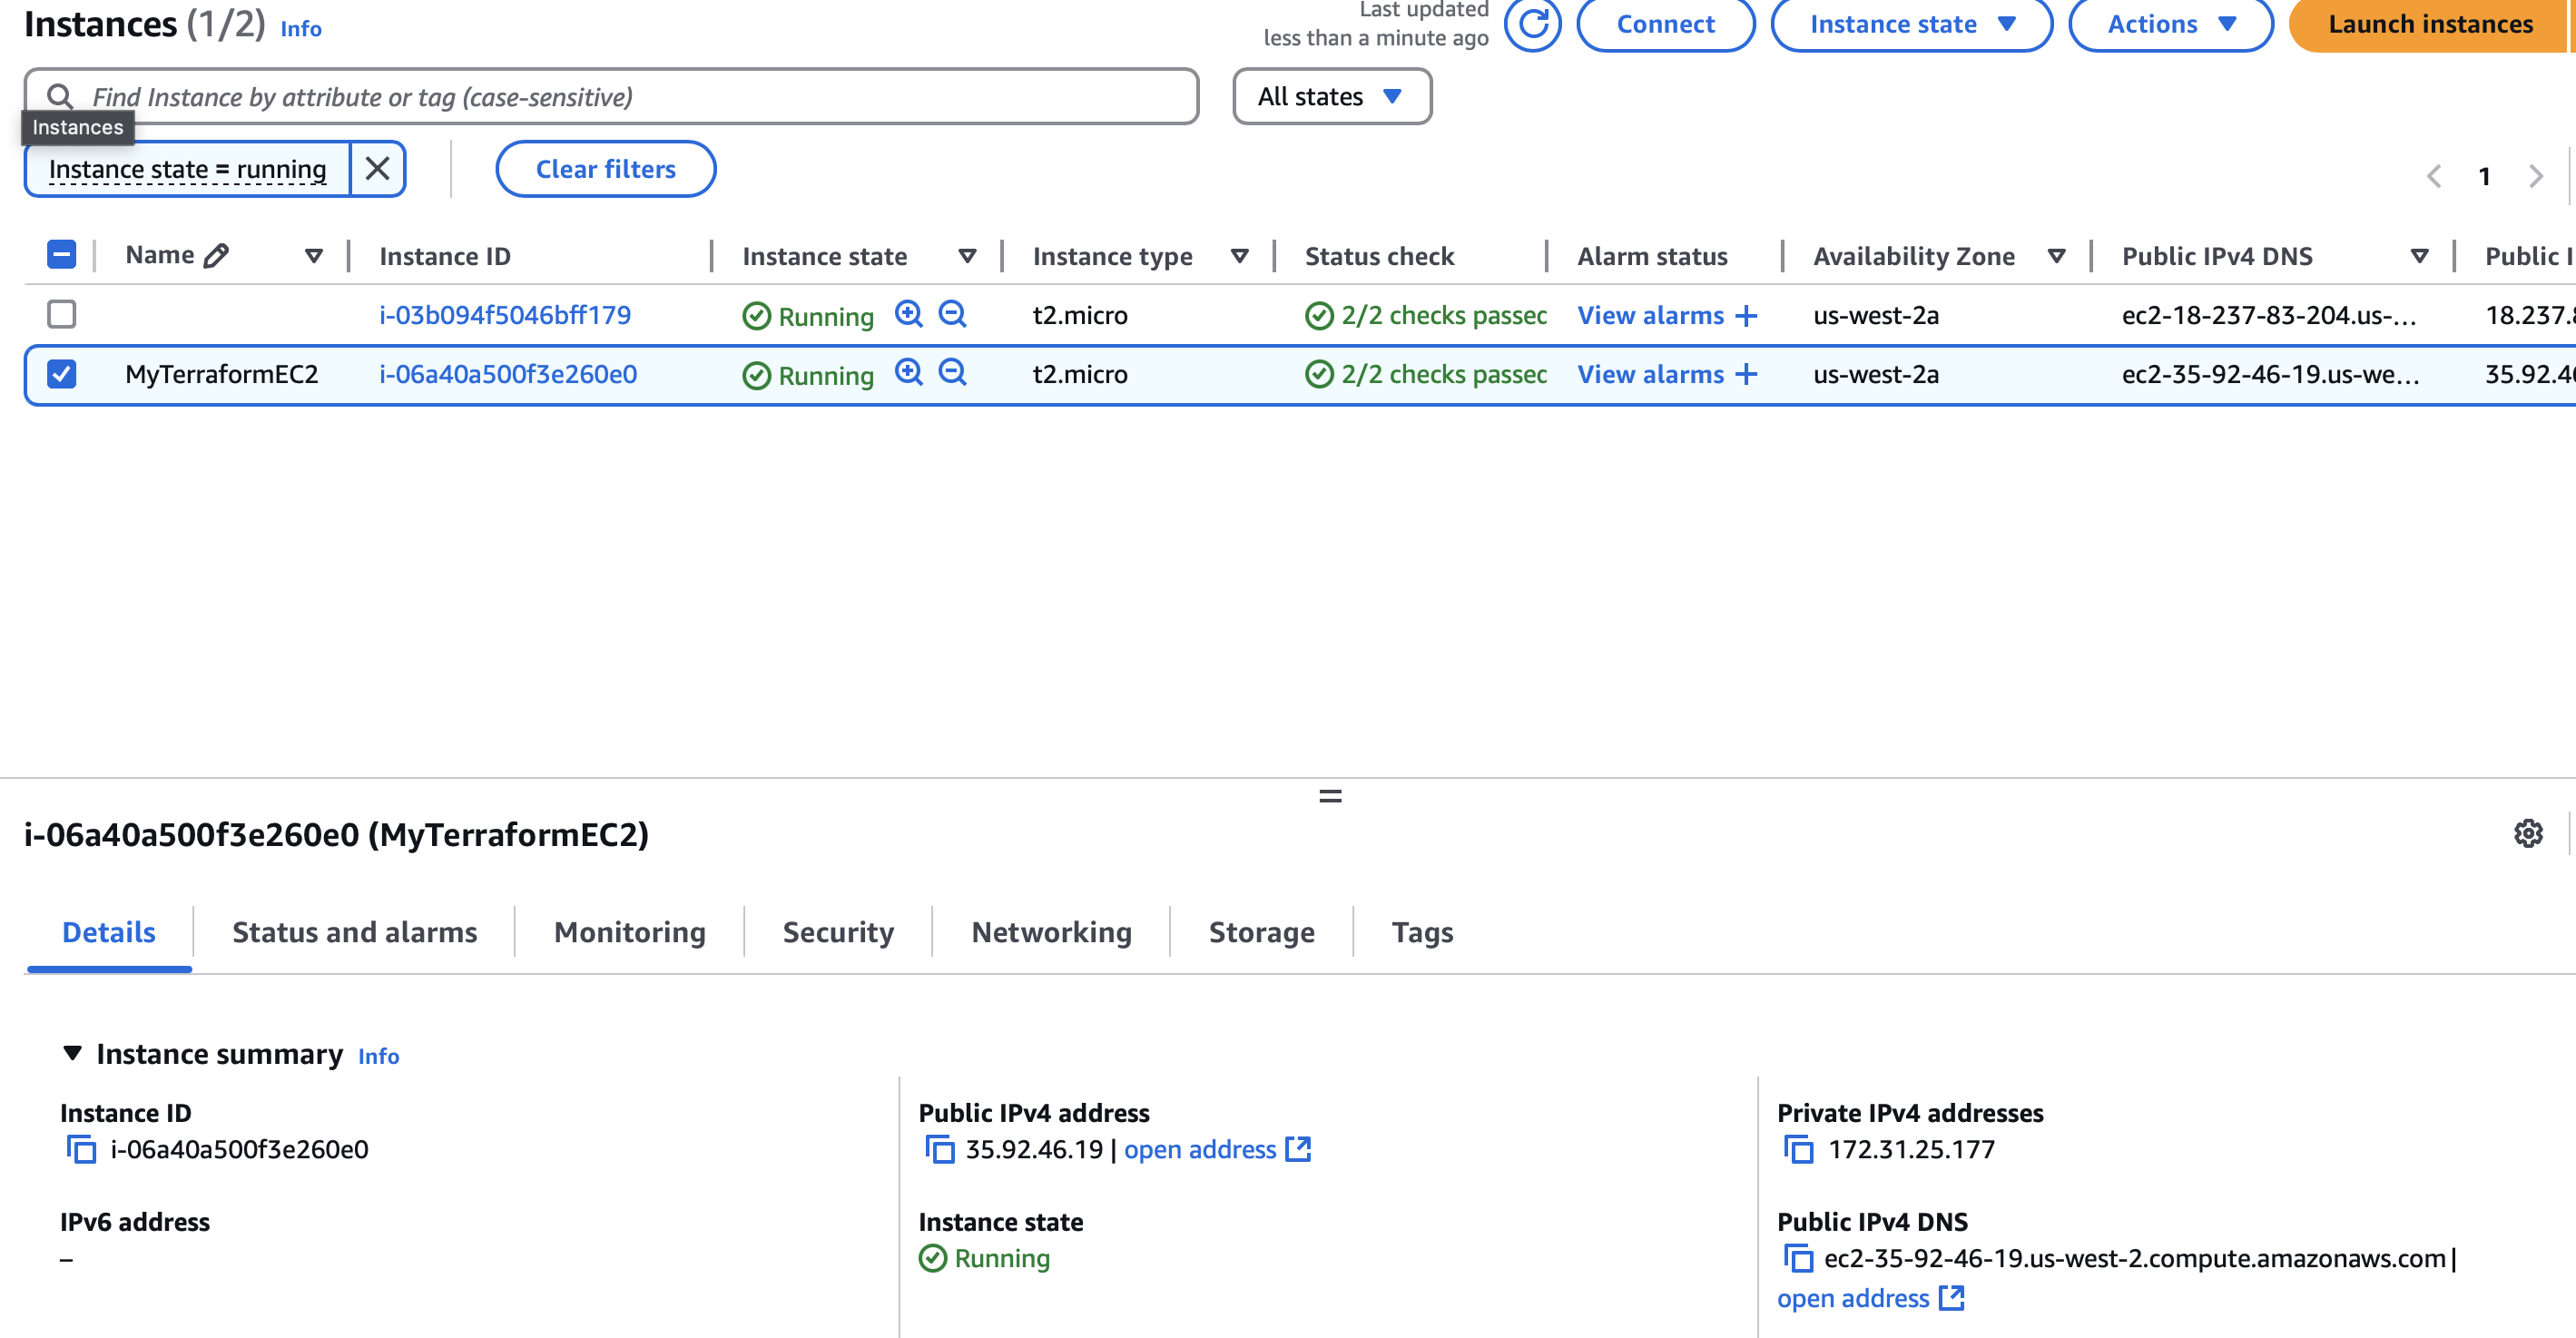 Instances (1/2) Info
Last updated
less than a minute ago
Connect
Instance state
Actions
Launch instances
Find Instance by attribute or tag (case-sensitive)
All states
Instances
Instance state = running
Clear filters
1
Name Instance ID Instance state Instance type Status check Alarm status Availability Zone Public IPv4 DNS Public I
i-03b094f5046bff179 Running t2.micro 2/2 checks passec View alarms + us-west-2a ec2-18-237-83-204.us-... 18.237.8
MyTerraformEC2 i-06a40a500f3e260e0 Running t2.micro 2/2 checks passec View alarms + us-west-2a ec2-35-92-46-19.us-we... 35.92.46
i-06a40a500f3e260e0 (MyTerraformEC2)
Details Status and alarms Monitoring Security Networking Storage Tags
Instance summary Info
Instance ID
i-06a40a500f3e260e0
Public IPv4 address
35.92.46.19 | open address
Private IPv4 addresses
172.31.25.177
IPv6 address
–
Instance state
Running
Public IPv4 DNS
ec2-35-92-46-19.us-west-2.compute.amazonaws.com |
open address